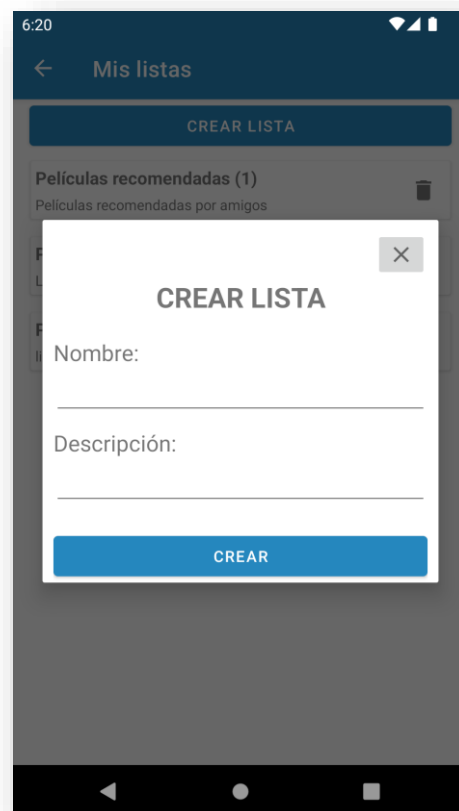 6:20
Mis listas
CREAR LISTA
Películas recomendadas (1)
Películas recomendadas por amigos
CREAR LISTA
Nombre:
Descripción:
CREAR